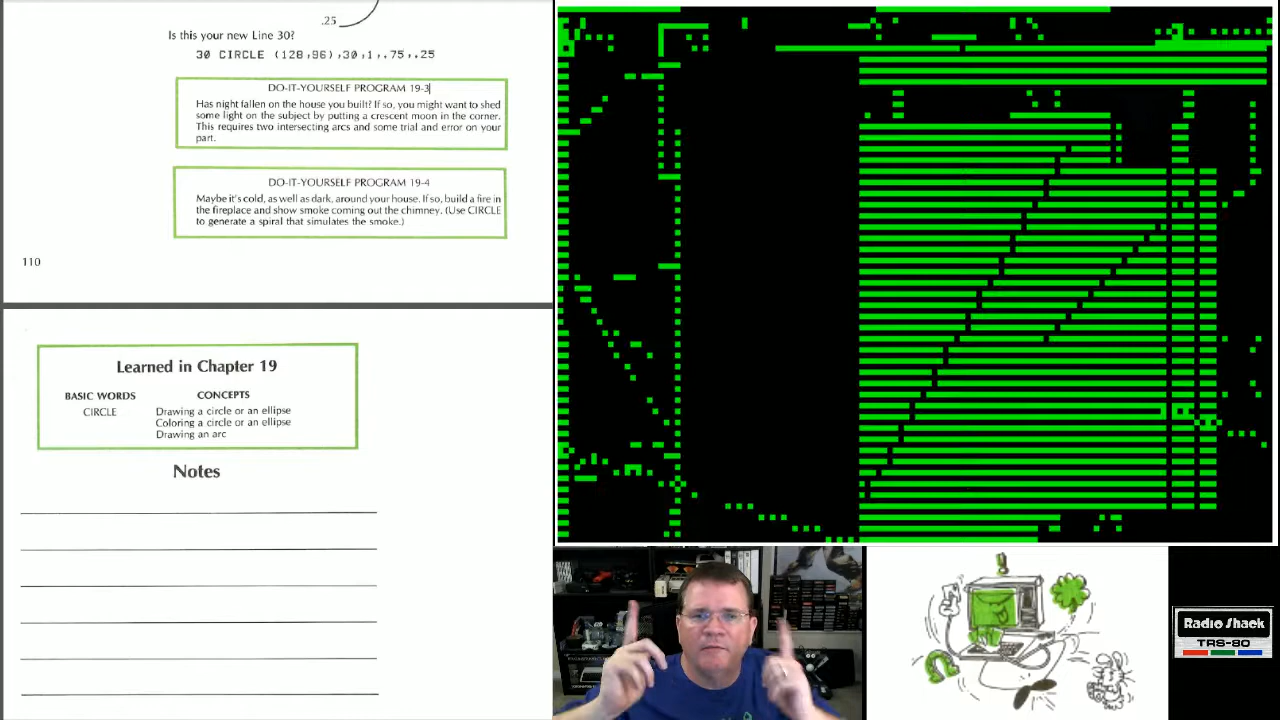 .25
Is this your new Line 30?
30 CIRCLE (128,96),30,1,.75,.25
DO-IT-YOURSELF PROGRAM 19-3
Has night fallen on the house you built? If so, you might want to shed
some light on the subject by putting a crescent moon in the corner.
This requires two intersecting arcs and some trial and error on your
part.
DO-IT-YOURSELF PROGRAM 19-4
Maybe it's cold, as well as dark, around your house. If so, build a fire in
the fireplace and show smoke coming out the chimney. (Use CIRCLE
to generate a spiral that simulates the smoke.)
110
Learned in Chapter 19
BASIC WORDS CONCEPTS
CIRCLE Drawing a circle or an ellipse
Coloring a circle or an ellipse
Drawing an arc
Notes
Radio Shack
TRS-80